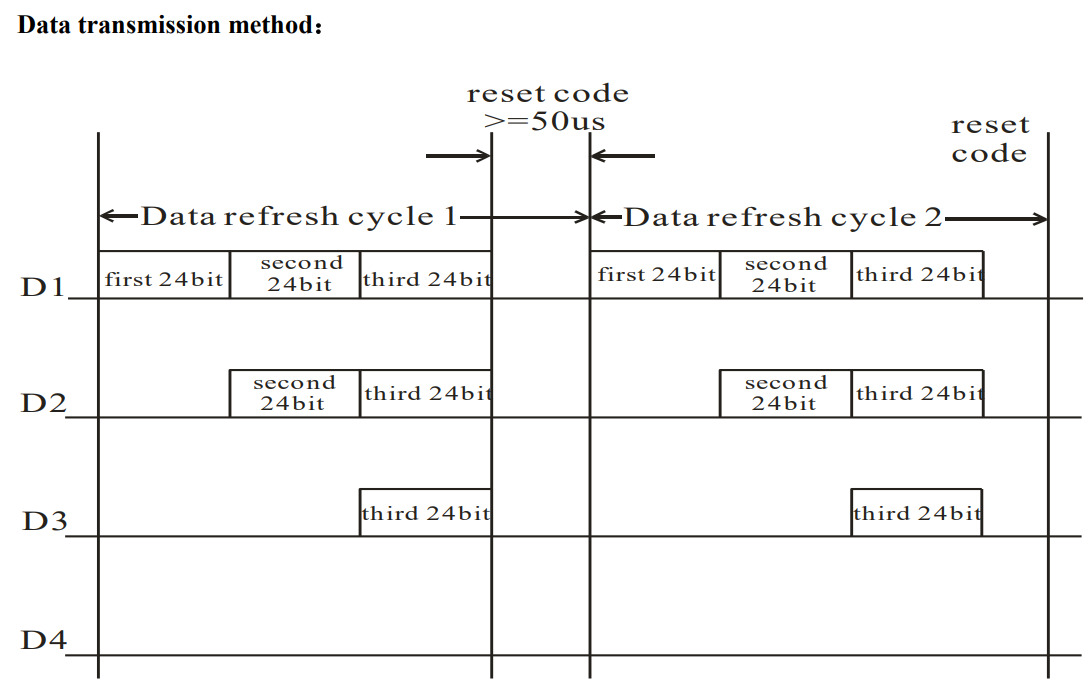 Data transmission method：
reset code
>=50us
reset
code
Data refresh cycle 1
Data refresh cycle 2
D1
first 24bit
second
24bit
third 24bit
first 24bit
second
24bit
third 24bit
D2
second
24bit
third 24bit
second
24bit
third 24bit
D3
third 24bit
third 24bit
D4